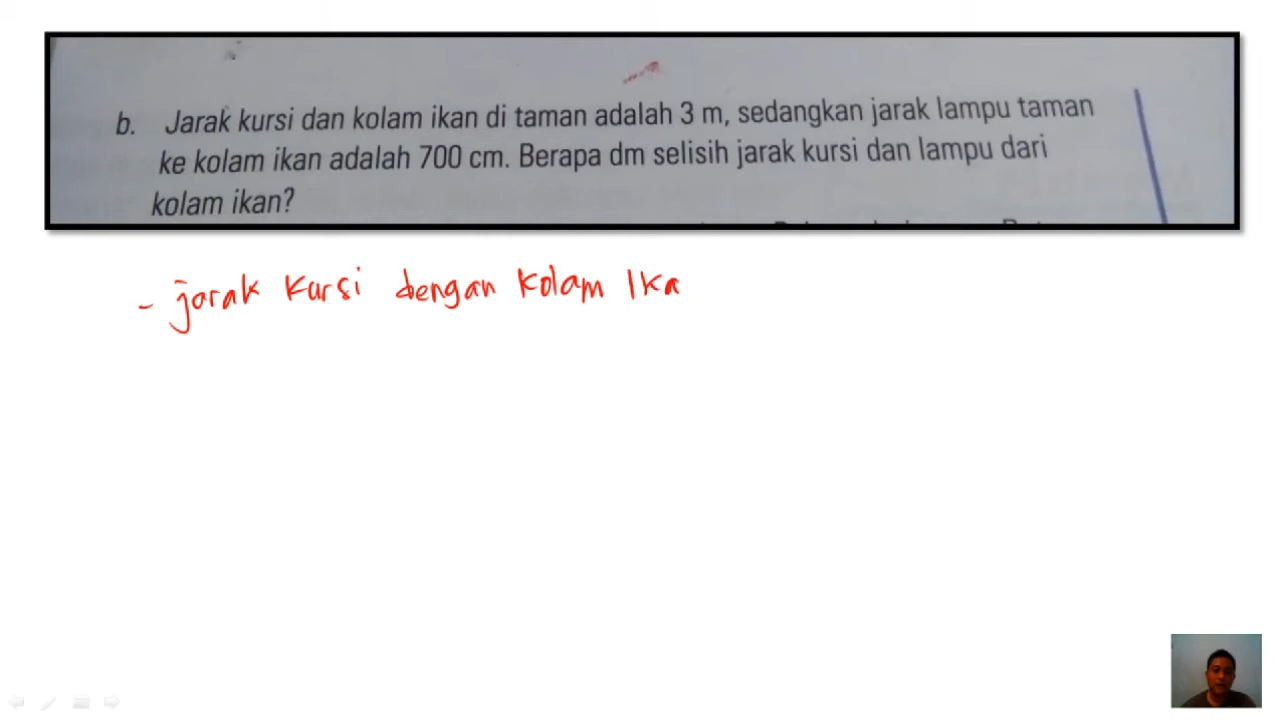 b. Jarak kursi dan kolam ikan di taman adalah 3 m, sedangkan jarak lampu taman
ke kolam ikan adalah 700 cm. Berapa dm selisih jarak kursi dan lampu dari
kolam ikan?
- jarak kursi dengan kolam Ika